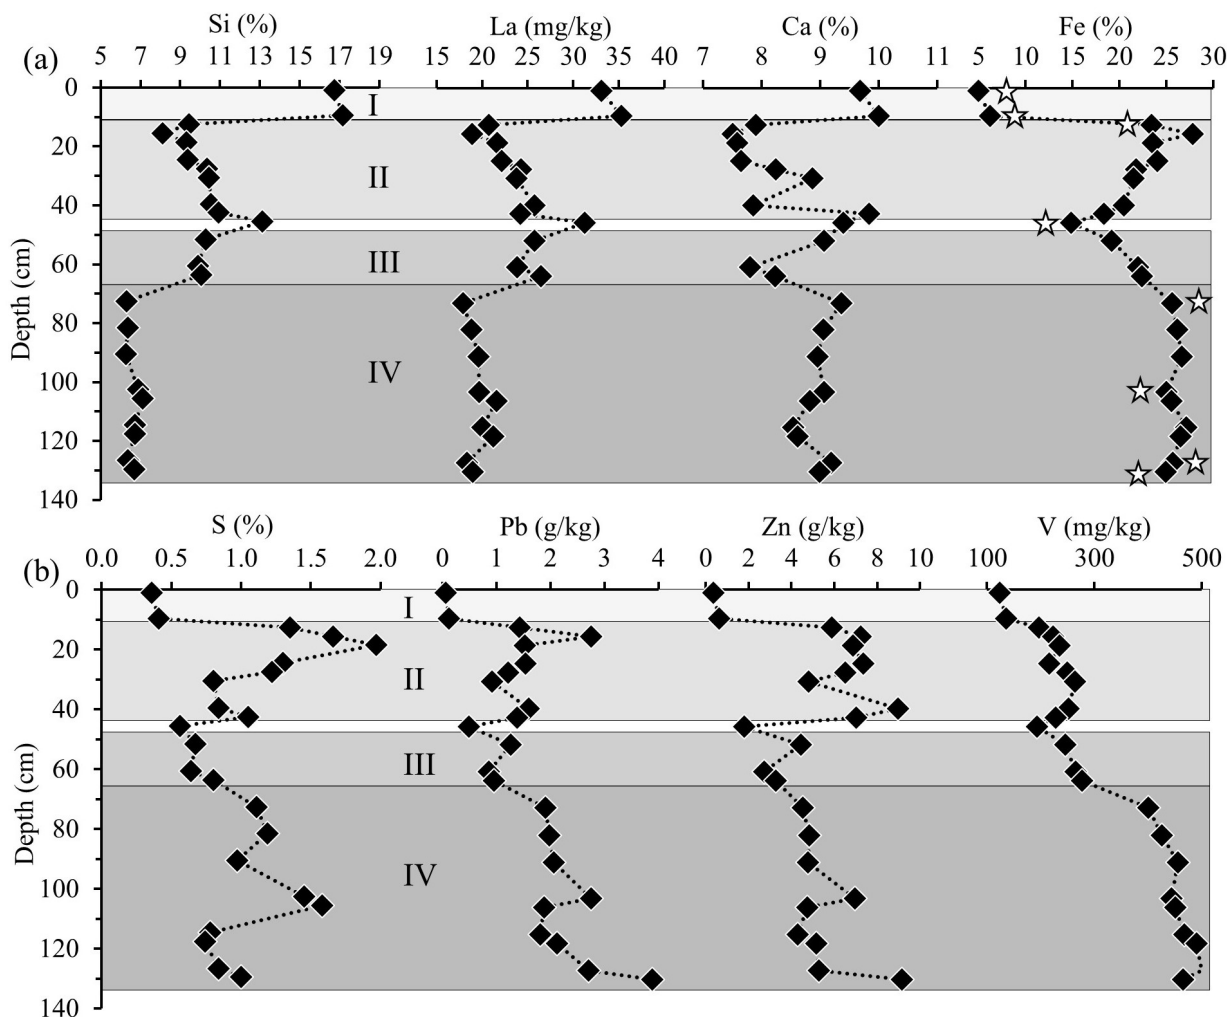 Si (%) La (mg/kg) Ca (%) Fe (%)
(a) 5 7 9 11 13 15 17 19 15 20 25 30 35 40 7 8 9 10 11 5 10 15 20 25 30
0
I
20
II
40
60 III
80
IV
100
120
140
Depth (cm)
S (%) Pb (g/kg) Zn (g/kg) V (mg/kg)
(b) 0.0 0.5 1.0 1.5 2.0 0 1 2 3 4 0 2 4 6 8 10 100 300 500
0
I
20
II
40
60 III
80
IV
100
120
140
Depth (cm)